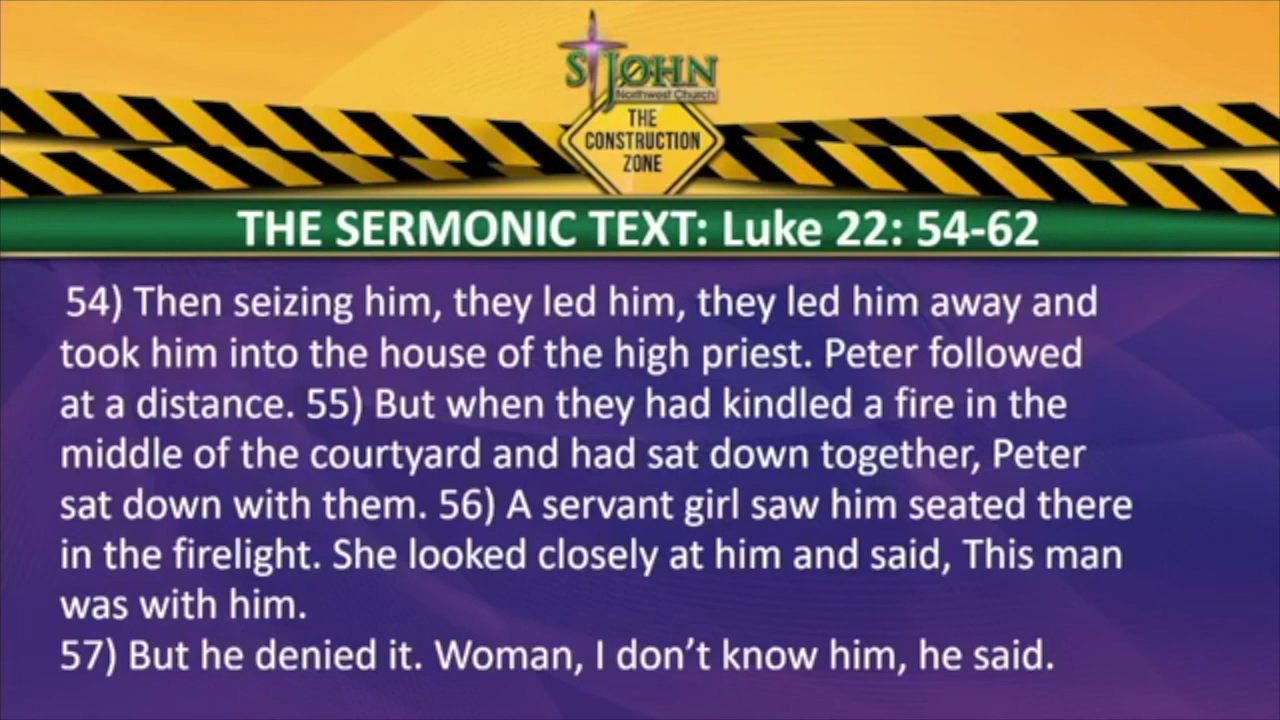 ST JOHN
Northwest Church
THE
CONSTRUCTION
ZONE
THE SERMONIC TEXT: Luke 22: 54-62
54) Then seizing him, they led him, they led him away and
took him into the house of the high priest. Peter followed
at a distance. 55) But when they had kindled a fire in the
middle of the courtyard and had sat down together, Peter
sat down with them. 56) A servant girl saw him seated there
in the firelight. She looked closely at him and said, This man
was with him.
57) But he denied it. Woman, I don’t know him, he said.